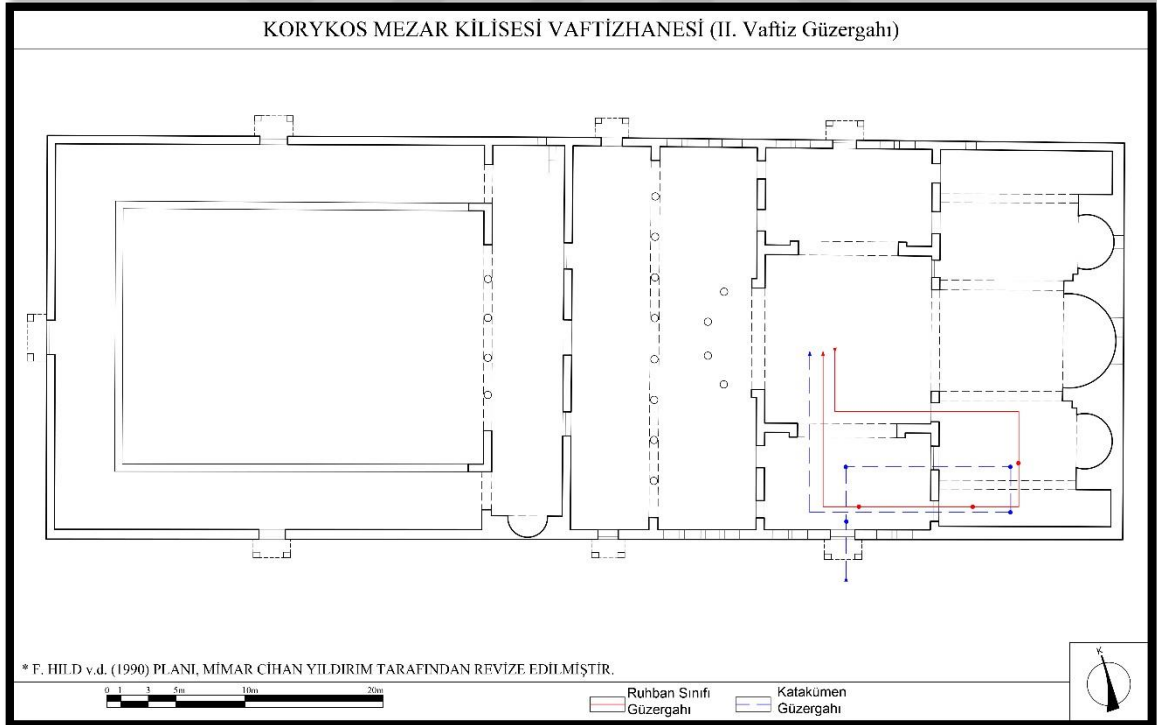 KORYKOS MEZAR KİLİSESİ VAFTİZHANESİ (II. Vaftiz Güzergahı)
* F. HILD v.d. (1990) PLANI, MİMAR CİHAN YILDIRIM TARAFINDAN REVİZE EDİLMİŞTİR.
K
0 1 3 5m 10m 20m
Ruhban Sınıfı Güzergahı
Katakümen Güzergahı